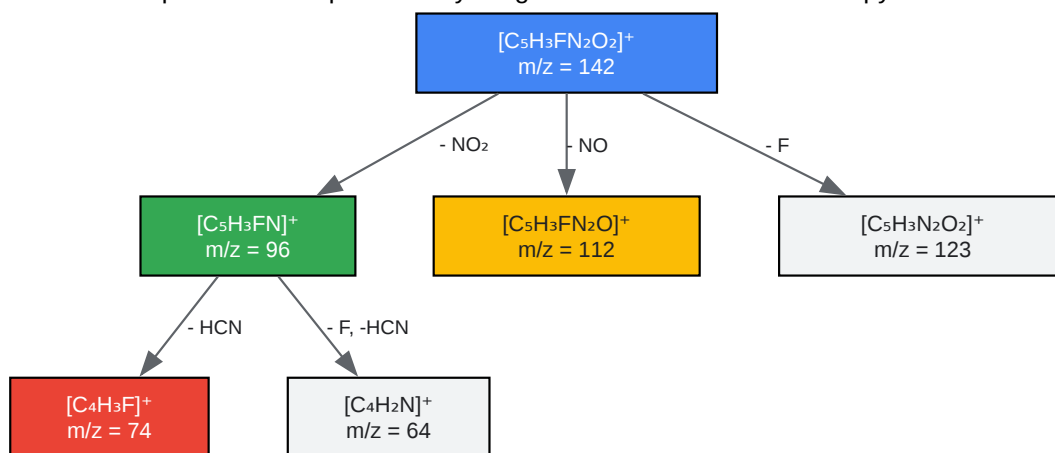 [C₅H₃FN₂O₂]⁺
m/z = 142
- NO₂
- NO
- F
[C₅H₃FN]⁺
m/z = 96
[C₅H₃FN₂O]⁺
m/z = 112
[C₅H₃N₂O₂]⁺
m/z = 123
- HCN
- F, -HCN
[C₄H₃F]⁺
m/z = 74
[C₄H₂N]⁺
m/z = 64